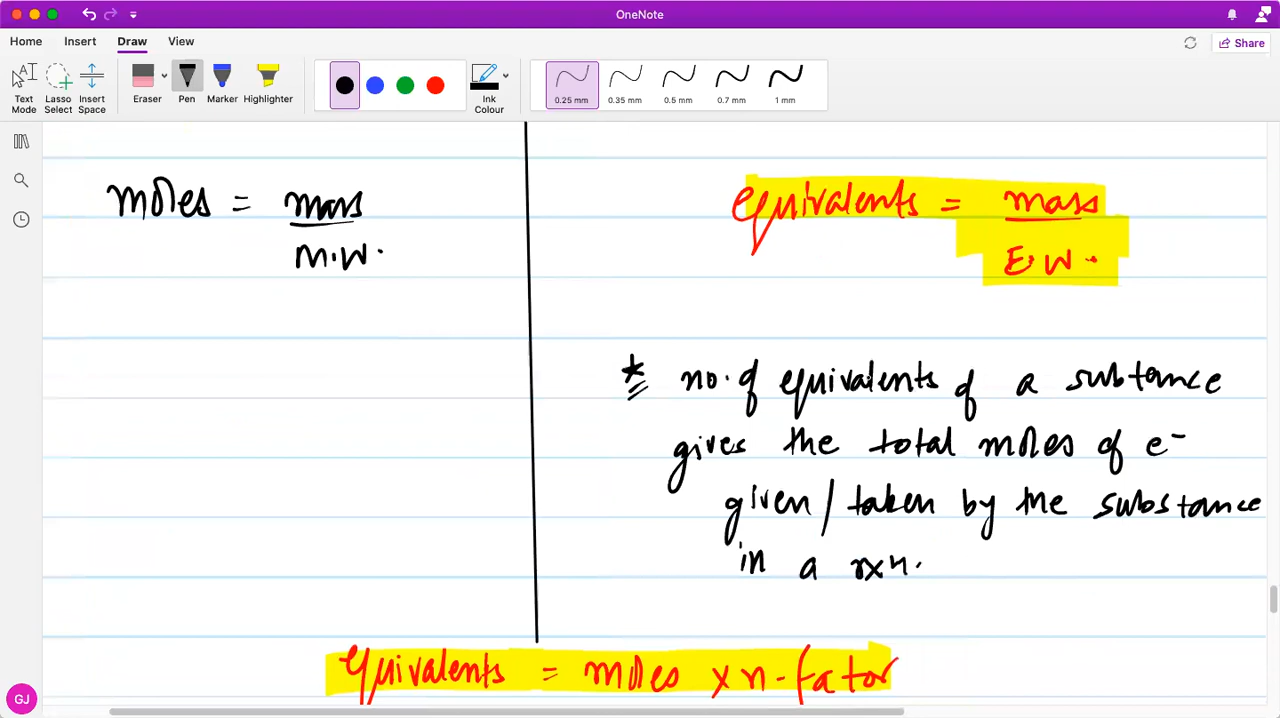 OneNote
Home Insert Draw View
Share
Text Mode
Lasso Select
Insert Space
Eraser
Pen
Marker
Highlighter
Ink Colour
0.25 mm 0.35 mm 0.5 mm 0.7 mm 1 mm
moles = mass
M.W.
equivalents = mass
E.W.
* no. of equivalents of a substance
gives the total moles of e-
given/taken by the substance
in a rxn.
equivalents = moles x n-factor
GJ